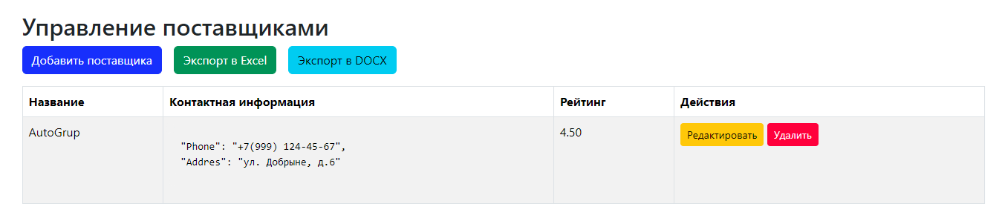 Управление поставщиками
Добавить поставщика Экспорт в Excel Экспорт в DOCX
Название Контактная информация Рейтинг Действия
AutoGrup 4.50 Редактировать Удалить
"Phone": "+7(999) 124-45-67",
"Addres": "ул. Добрыне, д.6"